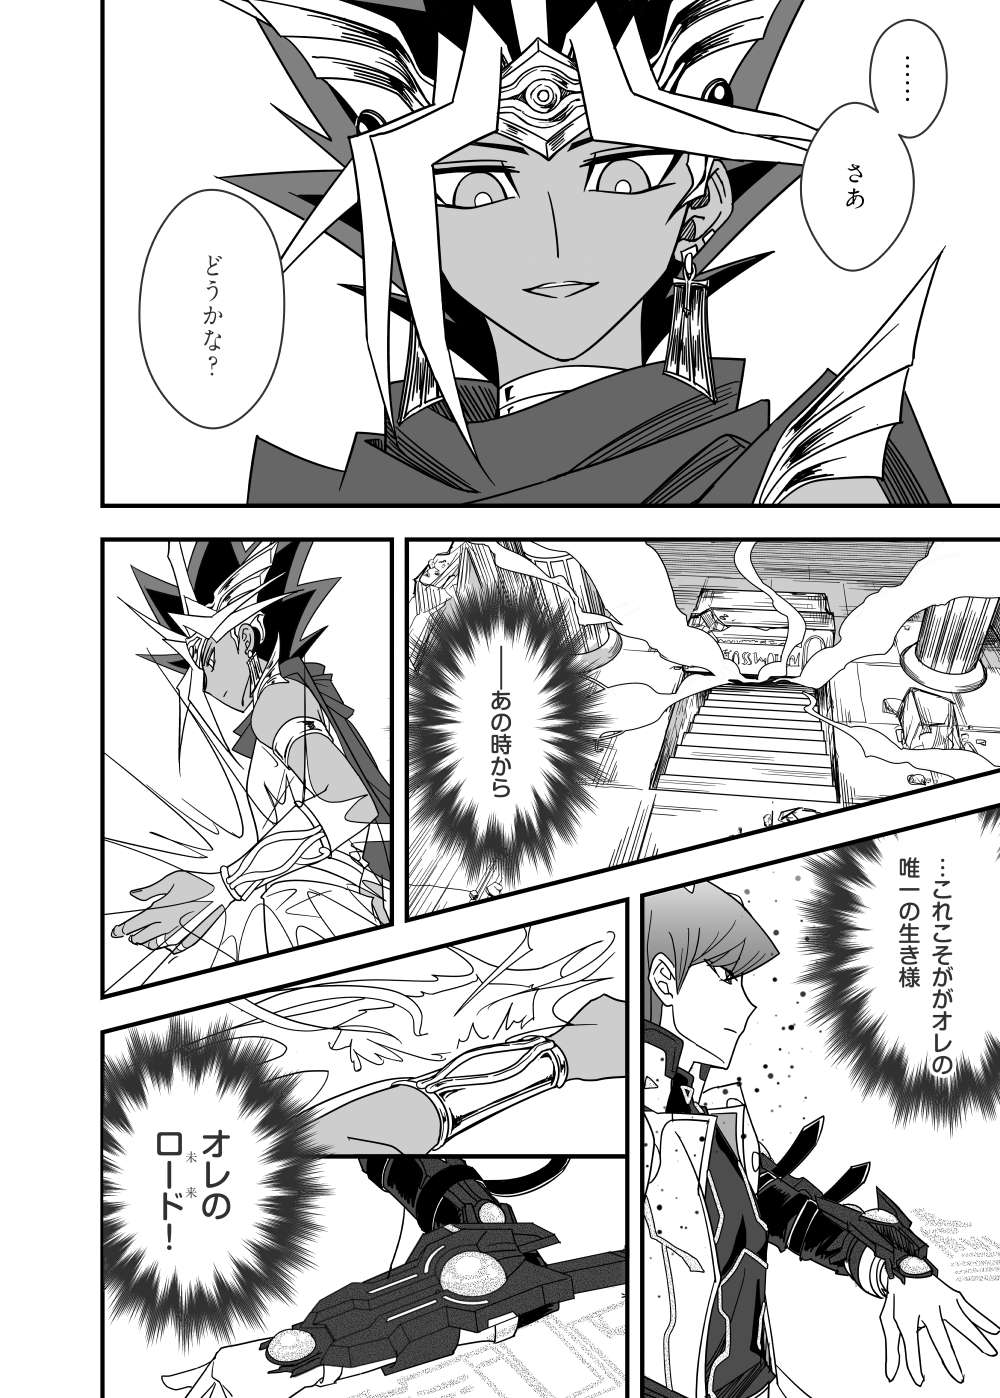 ……
さあ
どうかな？
――あの時から
…これこそががオレの
唯一の生き様
オレの
ロード！
未来